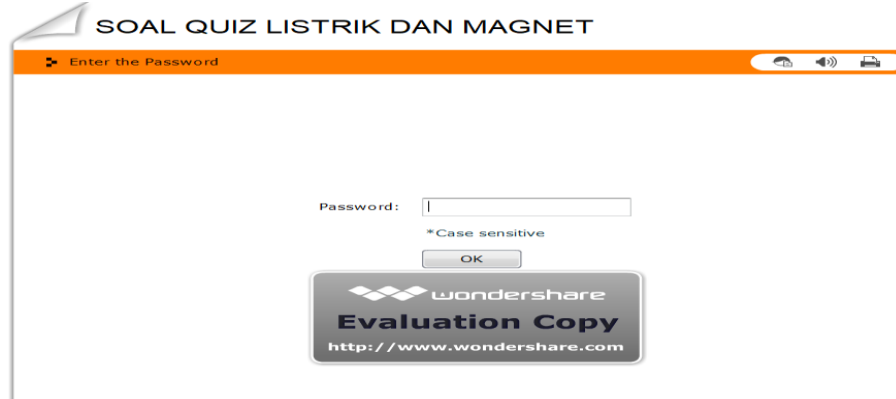 SOAL QUIZ LISTRIK DAN MAGNET
Enter the Password
Password:
*Case sensitive
OK
wondershare
Evaluation Copy
http://www.wondershare.com